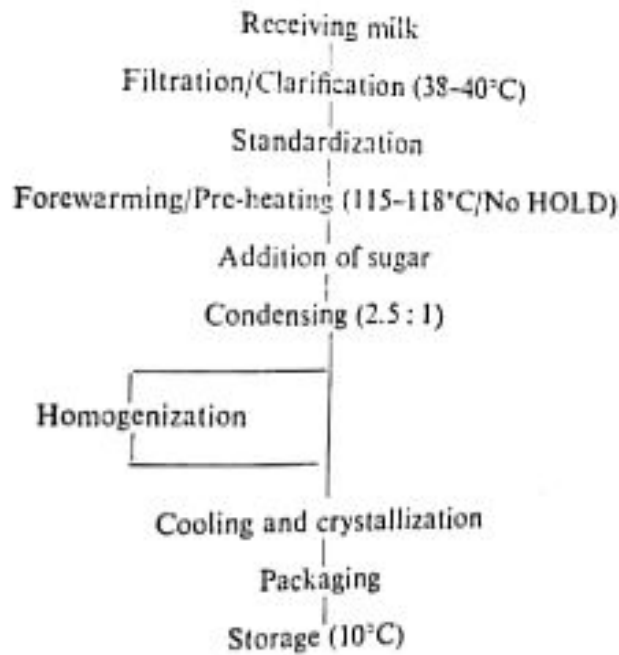 Receiving milk
Filtration/Clarification (38–40°C)
Standardization
Forewarming/Pre-heating (115–118°C/No HOLD)
Addition of sugar
Condensing (2.5 : 1)
Homogenization
Cooling and crystallization
Packaging
Storage (10°C)